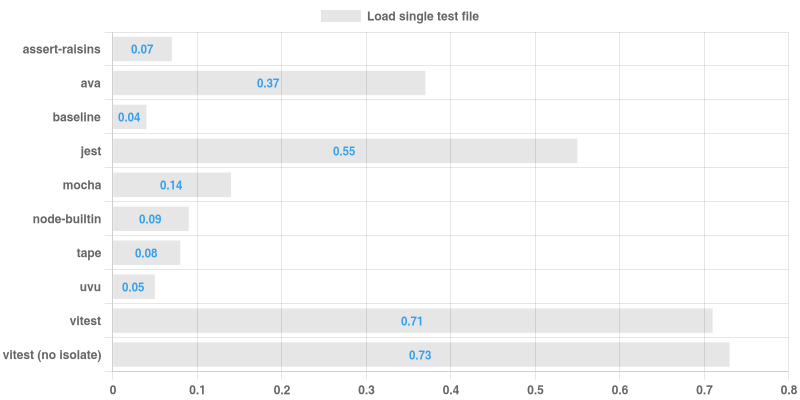 Load single test file
assert-raisins 0.07
ava 0.37
baseline 0.04
jest 0.55
mocha 0.14
node-builtin 0.09
tape 0.08
uvu 0.05
vitest 0.71
vitest (no isolate) 0.73
0 0.1 0.2 0.3 0.4 0.5 0.6 0.7 0.8